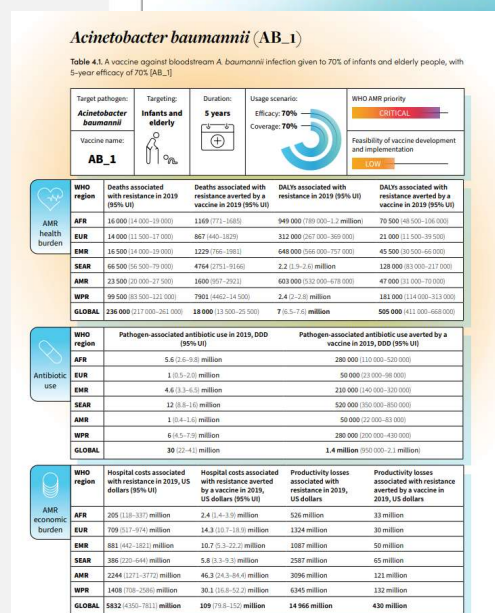 Acinetobacter baumannii (AB_1)
Table 4.1. A vaccine against bloodstream A. baumannii infection given to 70% of infants and elderly people, with
5-year efficacy of 70% [AB_1]
Target pathogen:
Acinetobacter
baumannii
Vaccine name:
AB_1
Targeting:
Infants and
elderly
Duration:
5 years
Usage scenario:
Efficacy: 70%
Coverage: 70%
WHO AMR priority
CRITICAL
Feasibility of vaccine development
and implementation
LOW
AMR
health
burden
WHO region Deaths associated with resistance in 2019 (95% UI) Deaths associated with resistance averted by a vaccine in 2019 (95% UI) DALYs associated with resistance in 2019 (95% UI) DALYs associated with resistance averted by a vaccine in 2019 (95% UI)
AFR 16 000 (14 000–19 000) 1169 (771–1685) 949 000 (789 000–1.2 million) 70 500 (48 500–106 000)
EUR 14 000 (11 500–17 000) 867 (440–1829) 312 000 (267 000–369 000) 21 000 (11 500–39 500)
EMR 16 500 (14 000–19 000) 1229 (766–1981) 648 000 (566 000–757 000) 45 500 (30 500–66 000)
SEAR 66 500 (56 500–79 000) 4764 (2751–9166) 2.2 (1.9–2.6) million 128 000 (83 000–217 000)
AMR 23 500 (20 000–27 500) 1600 (957–2921) 603 000 (532 000–678 000) 47 000 (31 000–70 000)
WPR 99 500 (83 500–121 000) 7901 (4462–14 500) 2.4 (2–2.8) million 181 000 (114 000–313 000)
GLOBAL 236 000 (217 000–261 000) 18 000 (13 500–25 500) 7 (6.5–7.6) million 505 000 (411 000–668 000)
Antibiotic
use
WHO region Pathogen-associated antibiotic use in 2019, DDD (95% UI) Pathogen-associated antibiotic use averted by a vaccine in 2019, DDD (95% UI)
AFR 5.6 (2.6–9.8) million 280 000 (110 000–520 000)
EUR 1 (0.5–2.0) million 50 000 (23 000–98 000)
EMR 4.6 (3.3–6.5) million 210 000 (140 000–320 000)
SEAR 12 (8.8–16) million 520 000 (350 000–850 000)
AMR 1 (0.4–1.6) million 50 000 (22 000–83 000)
WPR 6 (4.5–7.9) million 280 000 (200 000–430 000)
GLOBAL 30 (22–41) million 1.4 million (950 000–2.1 million)
AMR
economic
burden
WHO region Hospital costs associated with resistance in 2019, US dollars (95% UI) Hospital costs associated with resistance averted by a vaccine in 2019, US dollars (95% UI) Productivity losses associated with resistance in 2019, US dollars Productivity losses associated with resistance averted by a vaccine in 2019, US dollars
AFR 205 (118–337) million 2.4 (1.4–3.9) million 526 million 33 million
EUR 709 (517–974) million 14.3 (10.7–18.9) million 1324 million 30 million
EMR 881 (442–1821) million 10.7 (5.3–22.2) million 1087 million 50 million
SEAR 386 (220–644) million 5.8 (3.3–9.3) million 2587 million 65 million
AMR 2244 (1271–3772) million 46.3 (24.3–84.4) million 3096 million 121 million
WPR 1408 (708–2586) million 30.1 (16.8–52.2) million 6345 million 132 million
GLOBAL 5832 (4350–7811) million 109 (79.8–152) million 14 966 million 430 million